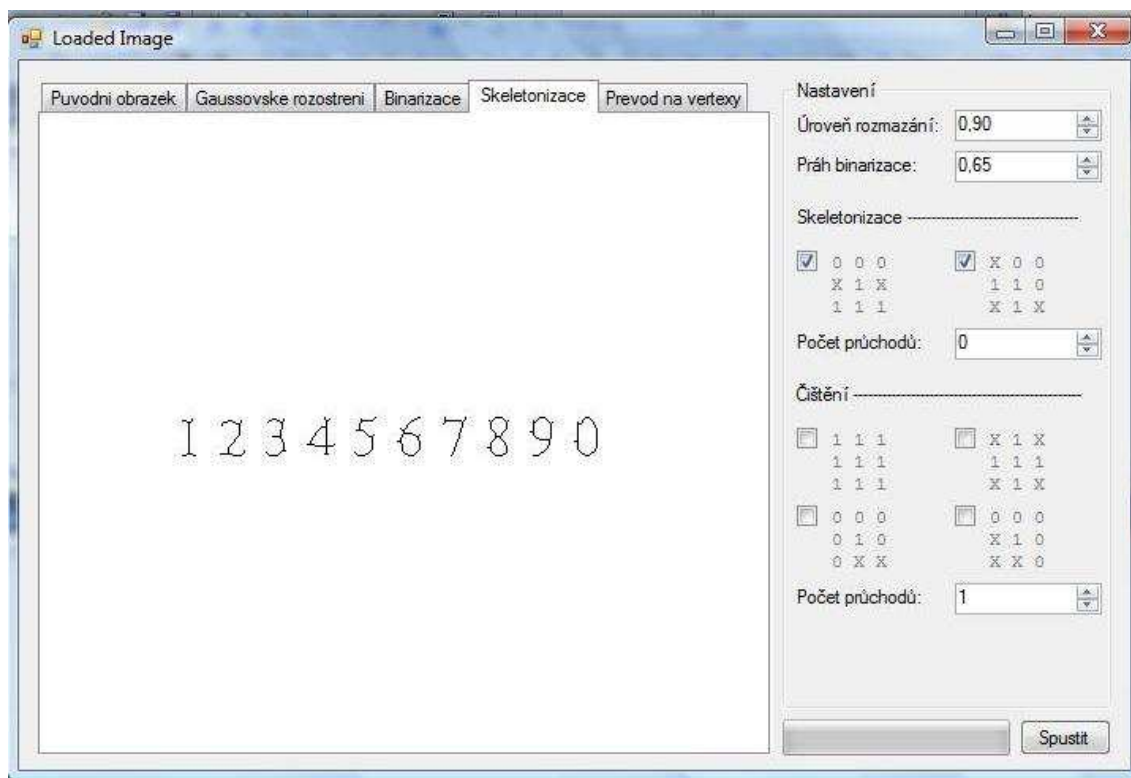 Loaded Image
Puvodni obrazek Gaussovske rozostreni Binarizace Skeletonizace Prevod na vertexy
1 2 3 4 5 6 7 8 9 0
Nastavení
Úroveň rozmazání: 0,90
Práh binarizace: 0,65
Skeletonizace ----------------------------------
0 0 0 X 0 0
X 1 X 1 1 0
1 1 1 X 1 X
Počet průchodů: 0
Čištění ---------------------------------------------
1 1 1 X 1 X
1 1 1 1 1 1
1 1 1 X 1 X
0 0 0 0 0 0
0 1 0 X 1 0
0 X X X X 0
Počet průchodů: 1
Spustit